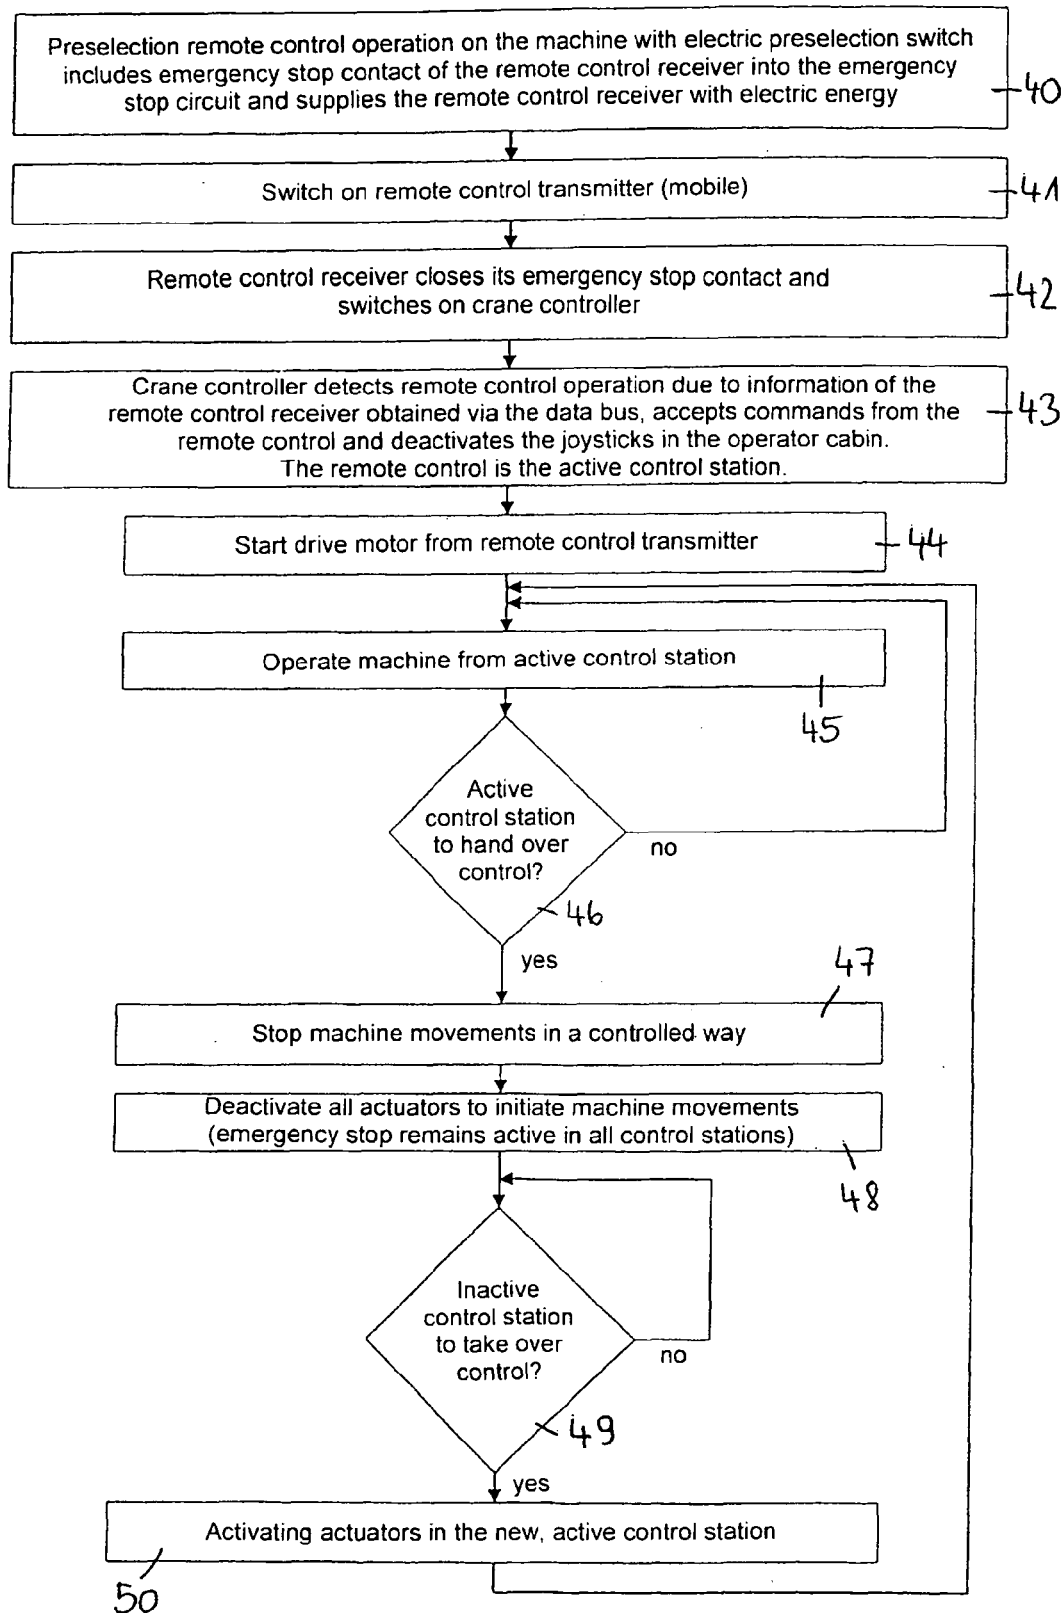 Preselection remote control operation on the machine with electric preselection switch
includes emergency stop contact of the remote control receiver into the emergency
stop circuit and supplies the remote control receiver with electric energy
40
Switch on remote control transmitter (mobile)
41
Remote control receiver closes its emergency stop contact and
switches on crane controller
42
Crane controller detects remote control operation due to information of the
remote control receiver obtained via the data bus, accepts commands from the
remote control and deactivates the joysticks in the operator cabin.
The remote control is the active control station.
43
Start drive motor from remote control transmitter
44
Operate machine from active control station
45
Active
control station
to hand over
control?
no
46
yes
47
Stop machine movements in a controlled way
Deactivate all actuators to initiate machine movements
(emergency stop remains active in all control stations)
48
Inactive
control station
to take over
control?
no
49
yes
Activating actuators in the new, active control station
50